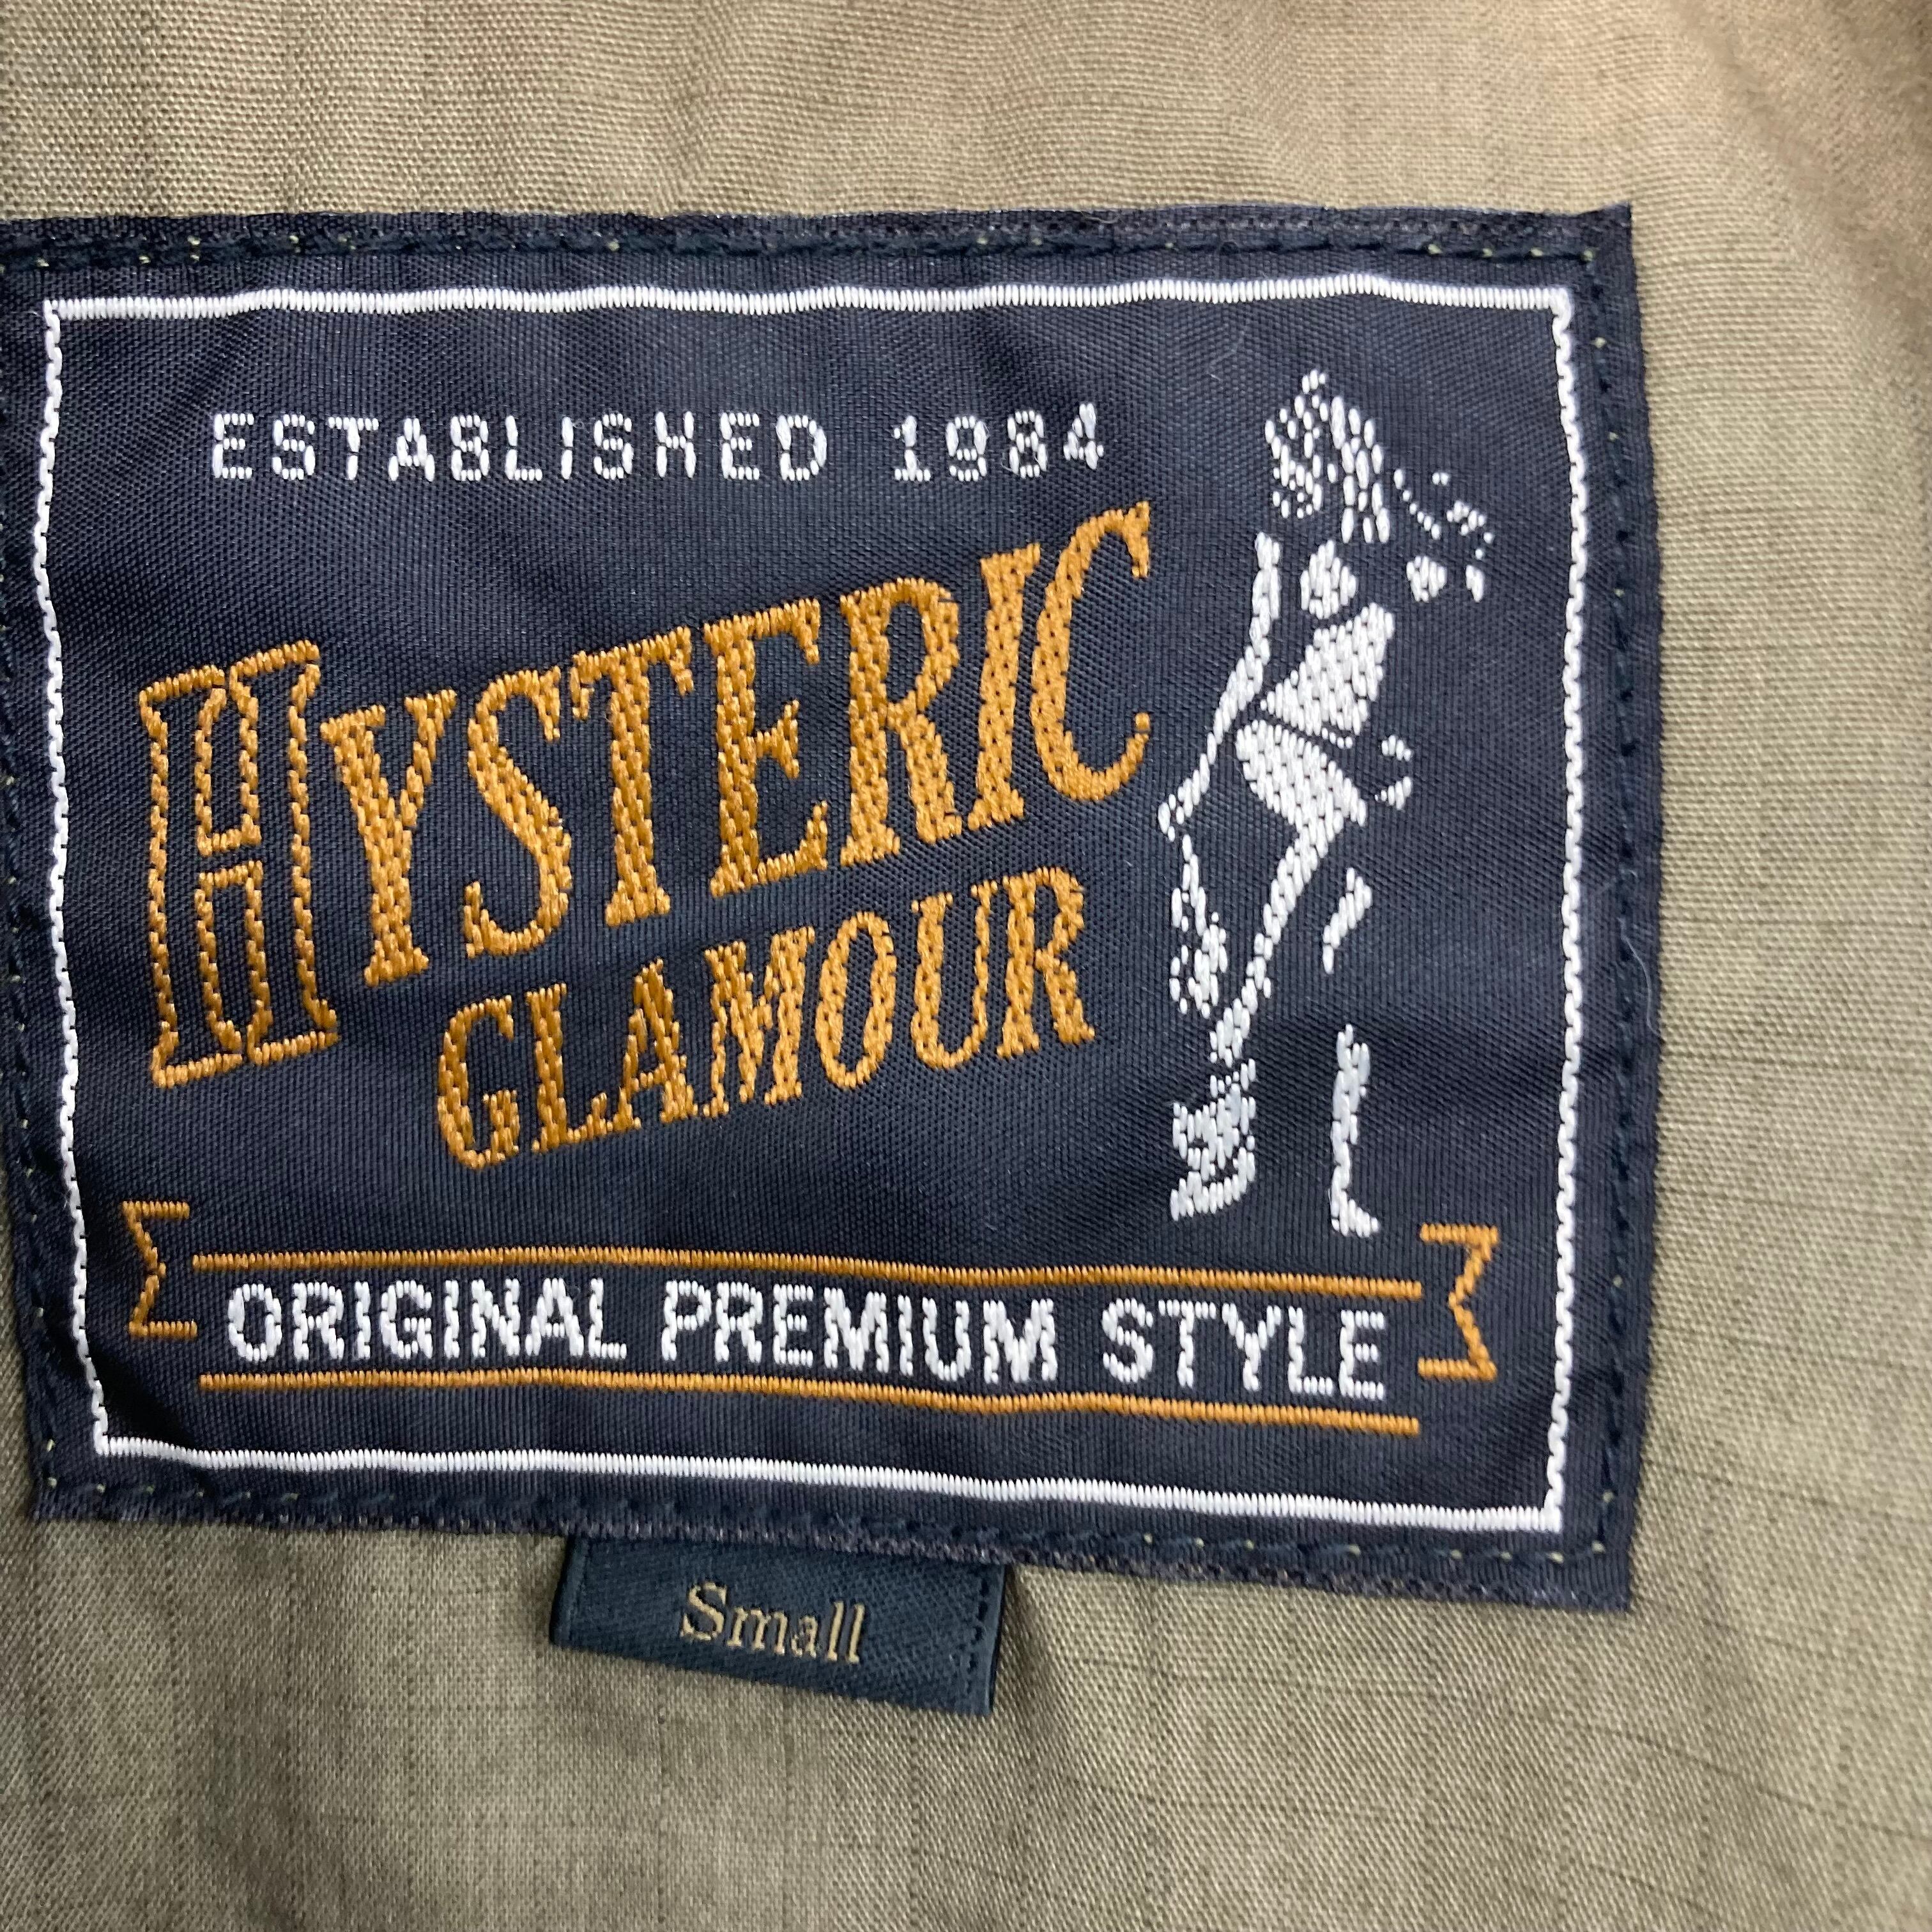 ESTABLISHED 1984
HYSTERIC
GLAMOUR
ORIGINAL PREMIUM STYLE
Small